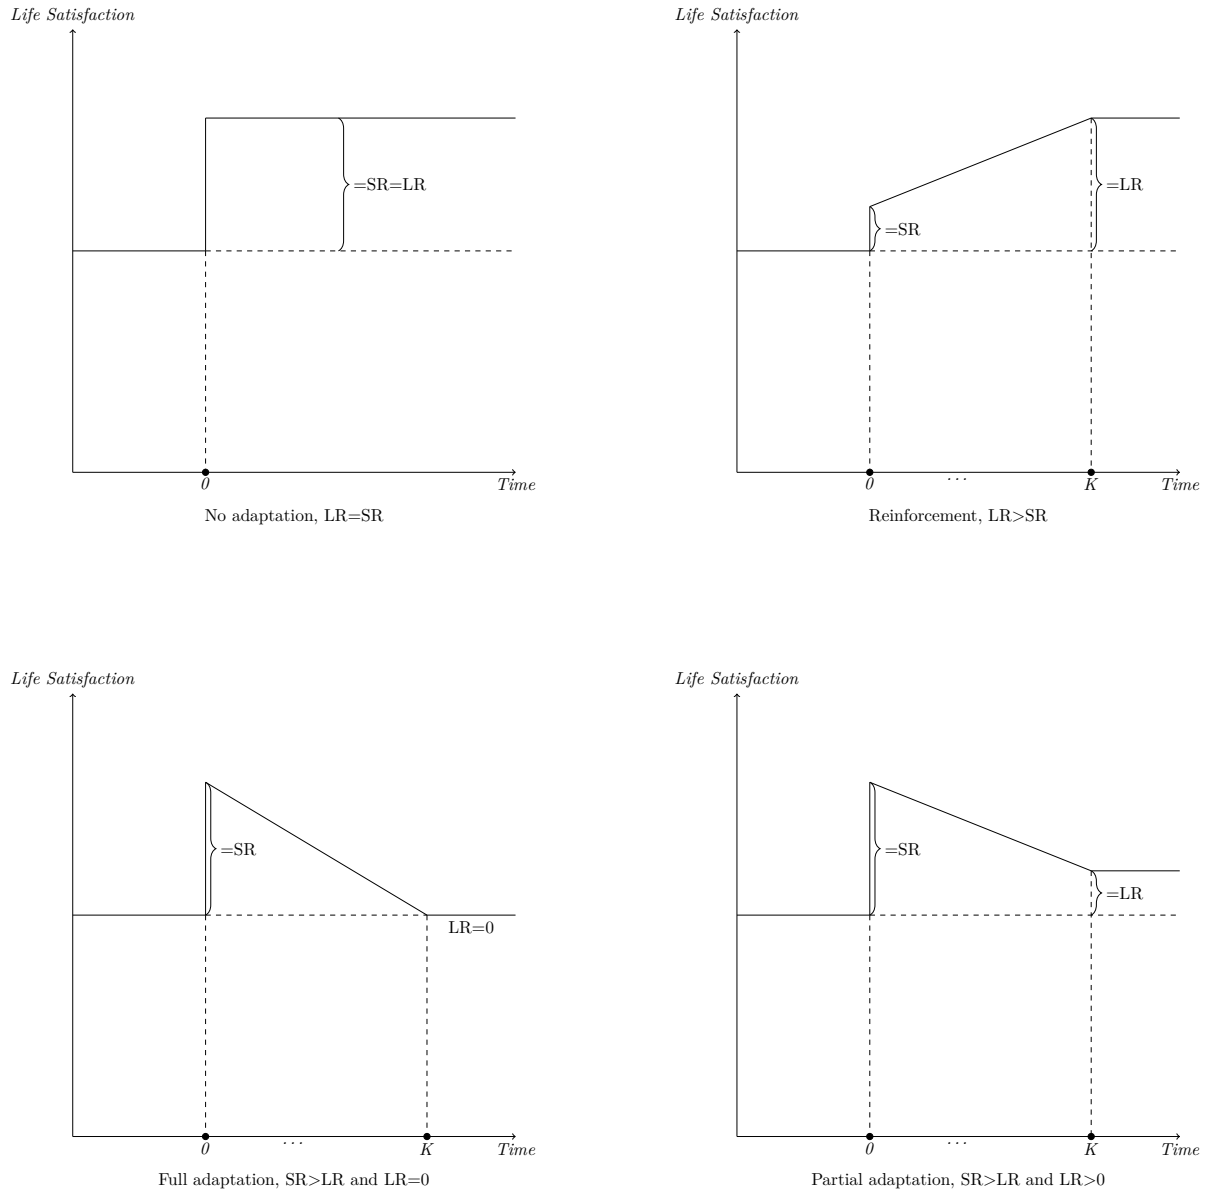 Life Satisfaction
=SR=LR
0
Time
No adaptation, LR=SR
Life Satisfaction
=SR
=LR
0
. . .
K
Time
Reinforcement, LR>SR
Life Satisfaction
=SR
LR=0
0
. . .
K
Time
Full adaptation, SR>LR and LR=0
Life Satisfaction
=SR
=LR
0
. . .
K
Time
Partial adaptation, SR>LR and LR>0